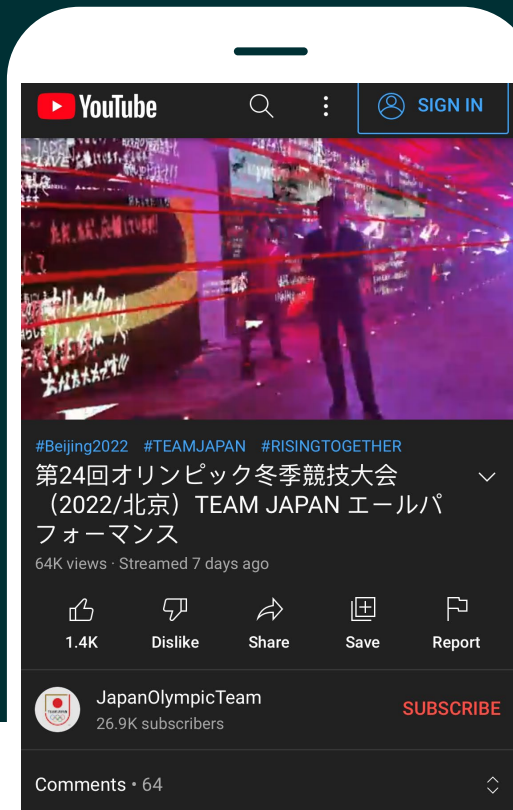 YouTube
SIGN IN
#Beijing2022 #TEAMJAPAN #RISINGTOGETHER
第24回オリンピック冬季競技大会
（2022/北京）TEAM JAPAN エールパ
フォーマンス
64K views · Streamed 7 days ago
1.4K Dislike Share Save Report
JapanOlympicTeam
26.9K subscribers
SUBSCRIBE
Comments • 64